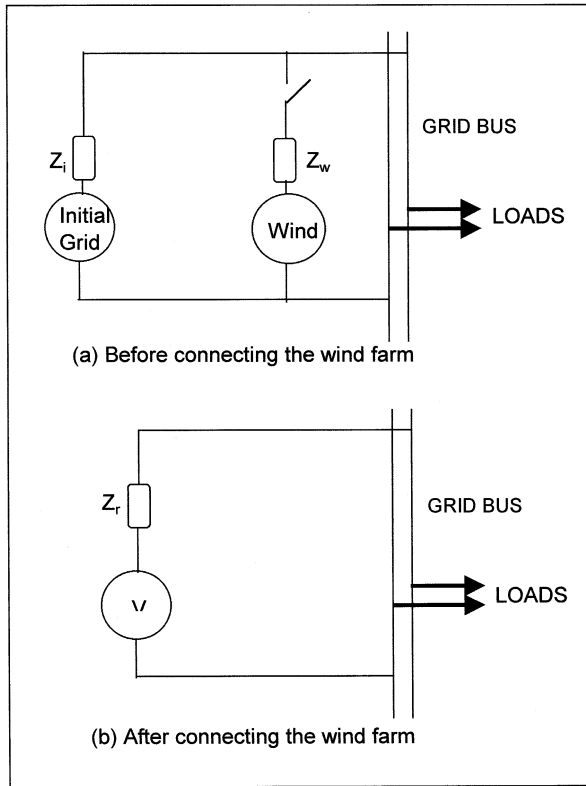 GRID BUS
Zi
Zw
Initial
Grid
Wind
LOADS
(a) Before connecting the wind farm
Zr
GRID BUS
V
LOADS
(b) After connecting the wind farm